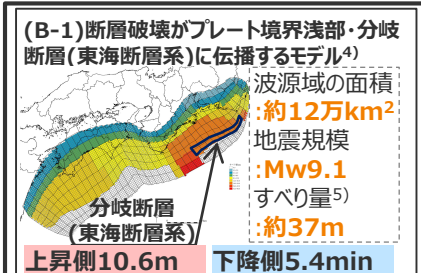 (B-1)断層破壊がプレート境界浅部・分岐
断層(東海断層系)に伝播するモデル4)
波源域の面積
:約12万km2
地震規模
:Mw9.1
すべり量5)
:約37m
分岐断層
(東海断層系)
上昇側10.6m
下降側5.4min